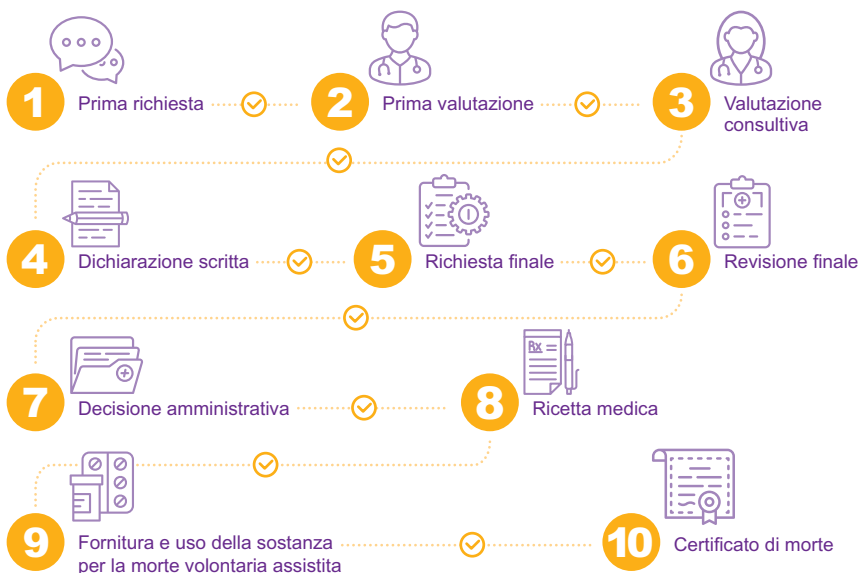 1 Prima richiesta
2 Prima valutazione
3 Valutazione
consultiva
4 Dichiarazione scritta
5 Richiesta finale
6 Revisione finale
7 Decisione amministrativa
Rx
8 Ricetta medica
9 Fornitura e uso della sostanza
per la morte volontaria assistita
10 Certificato di morte